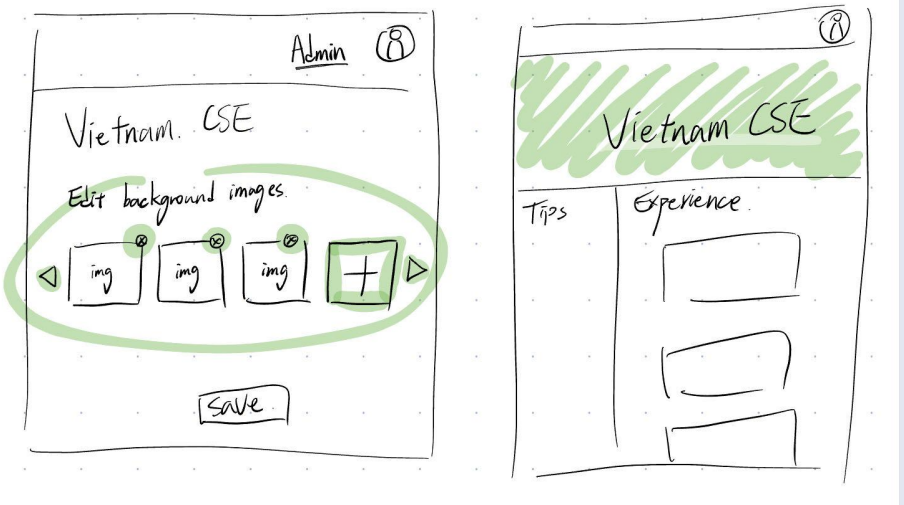 Admin
Vietnam. CSE
Edit background images.
img img img
save.
Vietnam CSE
Tips
Experience.